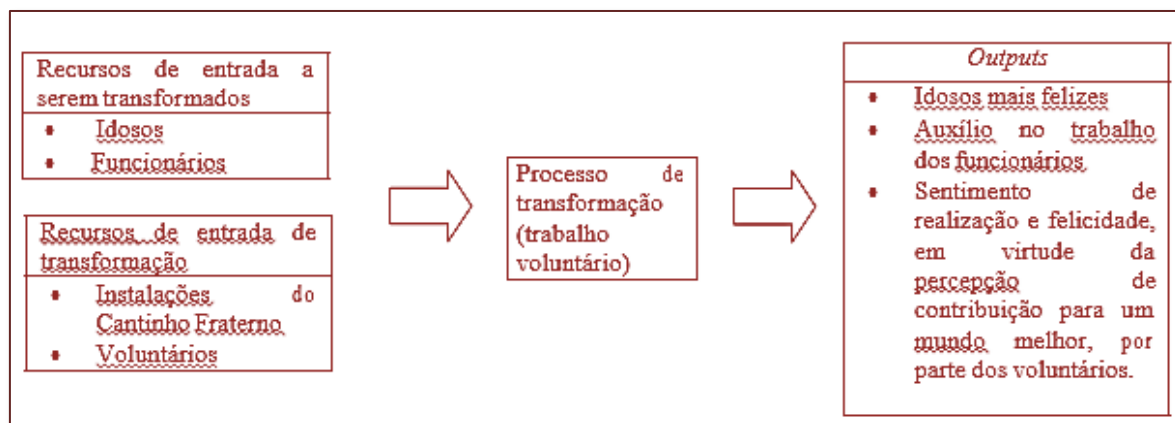 Recursos de entrada a
serem transformados
• Idosos
• Funcionários
Recursos de entrada de
transformação
• Instalações do
Cantinho Fraterno
• Voluntários
Processo de
transformação
(trabalho
voluntário)
Outputs
• Idosos mais felizes
• Auxílio no trabalho
dos funcionários
• Sentimento de
realização e felicidade,
em virtude da
percepção de
contribuição para um
mundo melhor, por
parte dos voluntários.